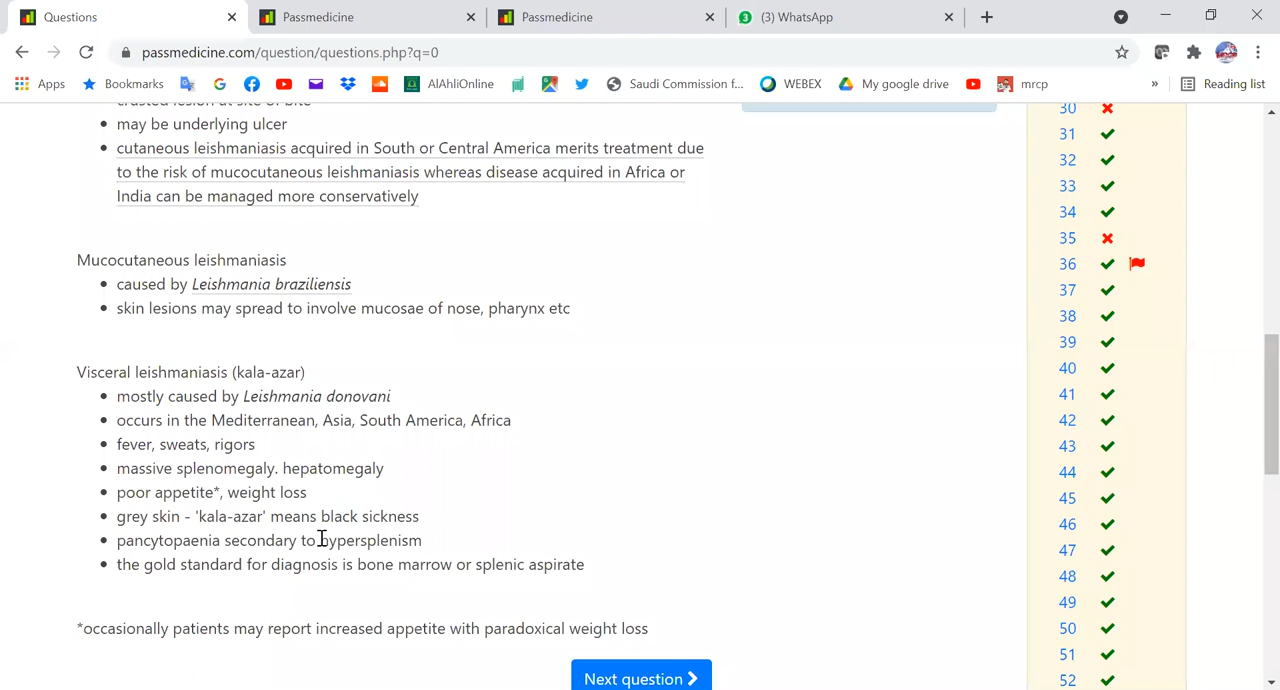 Questions
Passmedicine
Passmedicine
(3) WhatsApp
passmedicine.com/question/questions.php?q=0
Apps
Bookmarks
AlAhliOnline
Saudi Commission f...
WEBEX
My google drive
mrcp
»
Reading list
crusted lesion at site of bite
• may be underlying ulcer
• cutaneous leishmaniasis acquired in South or Central America merits treatment due
to the risk of mucocutaneous leishmaniasis whereas disease acquired in Africa or
India can be managed more conservatively
Mucocutaneous leishmaniasis
• caused by Leishmania braziliensis
• skin lesions may spread to involve mucosae of nose, pharynx etc
Visceral leishmaniasis (kala-azar)
• mostly caused by Leishmania donovani
• occurs in the Mediterranean, Asia, South America, Africa
• fever, sweats, rigors
• massive splenomegaly. hepatomegaly
• poor appetite*, weight loss
• grey skin - 'kala-azar' means black sickness
• pancytopaenia secondary to hypersplenism
• the gold standard for diagnosis is bone marrow or splenic aspirate
*occasionally patients may report increased appetite with paradoxical weight loss
Next question
30
31
32
33
34
35
36
37
38
39
40
41
42
43
44
45
46
47
48
49
50
51
52